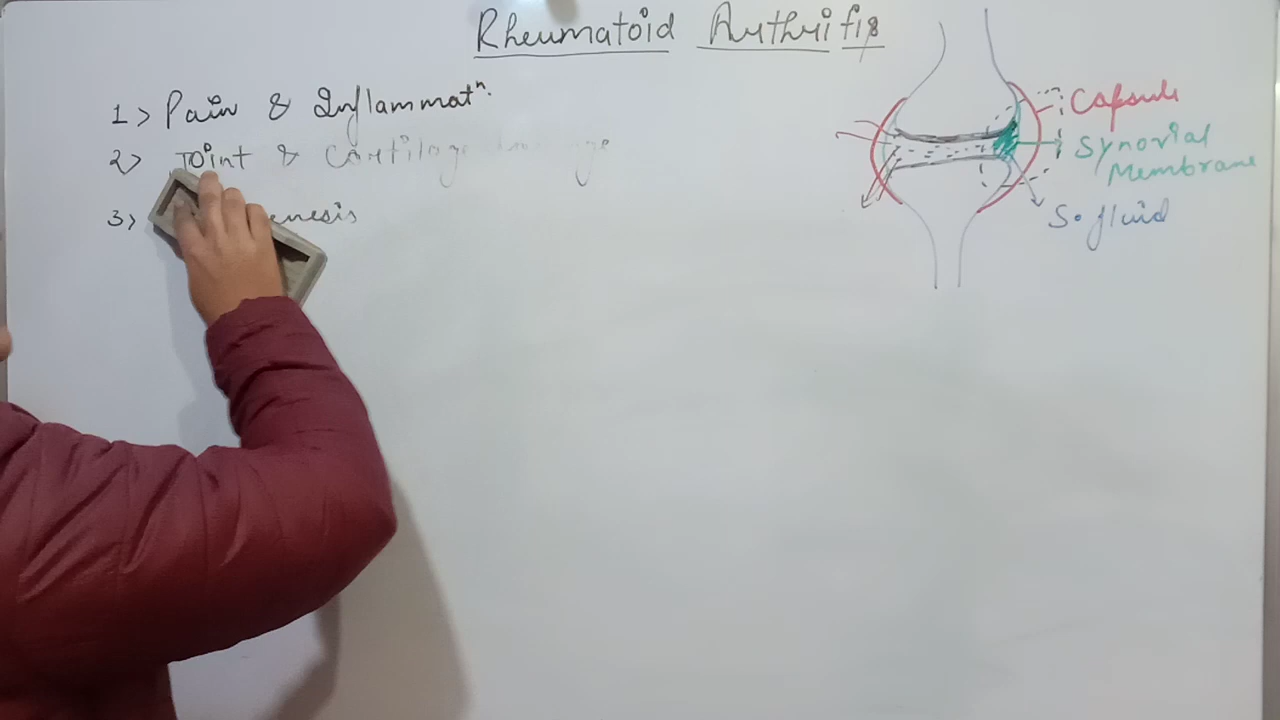 Rheumatoid Arthritis
1> Pain & Inflammatⁿ.
2> Joint & Cartilage
3> enesis
Capsule
Synovial
Membrane
S. fluid